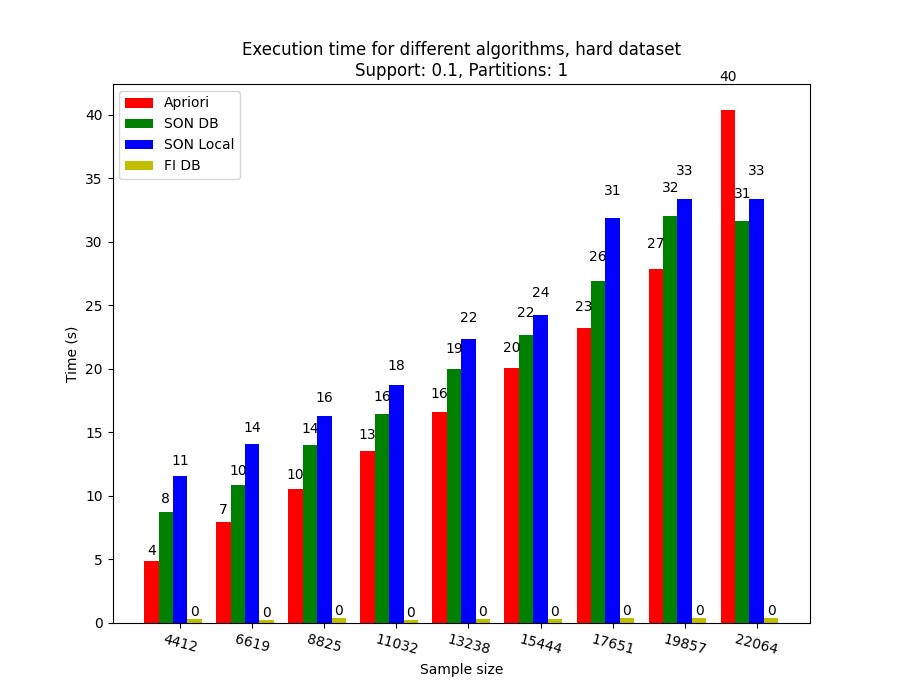 Execution time for different algorithms, hard dataset
Support: 0.1, Partitions: 1
Apriori
SON DB
SON Local
FI DB
Time (s)
40
35
30
25
20
15
10
5
0
4 8 11 0
7 10 14 0
10 14 16 0
13 16 18 0
16 19 22 0
20 22 24 0
23 26 31 0
27 32 33 0
40 31 33 0
4412 6619 8825 11032 13238 15444 17651 19857 22064
Sample size